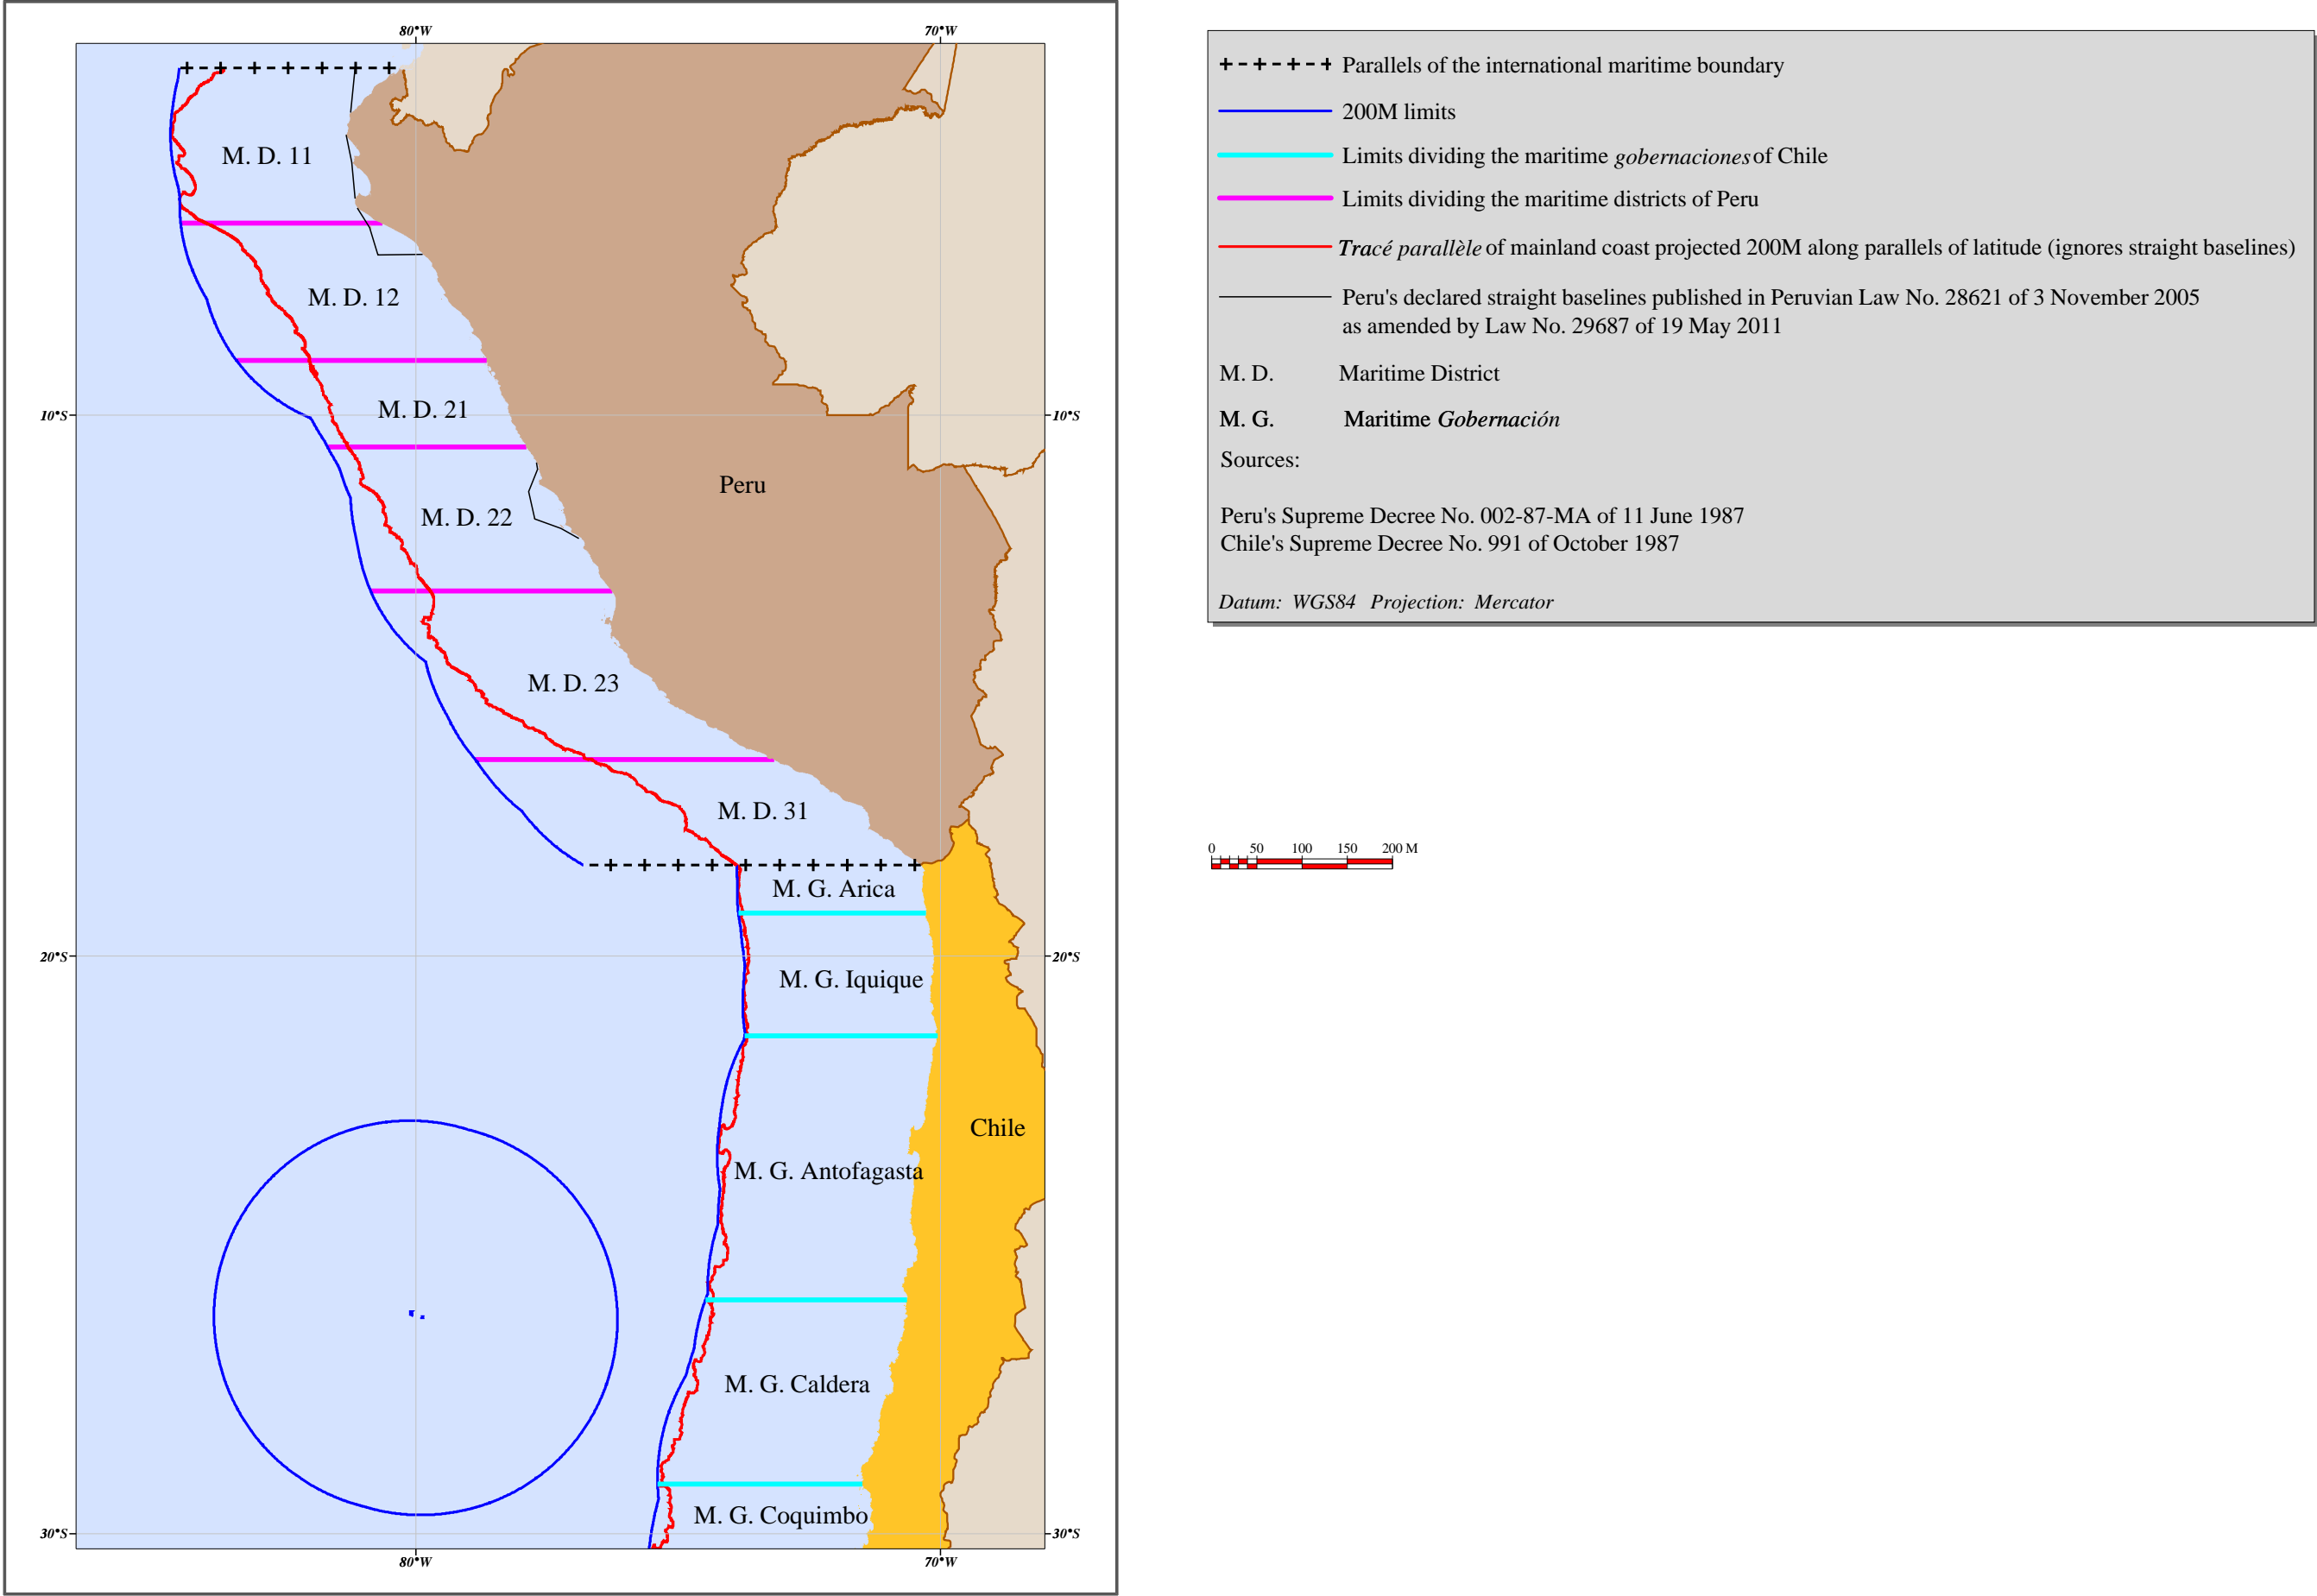 80°W
70°W
M. D. 11
M. D. 12
M. D. 21
10°S
10°S
Peru
M. D. 22
M. D. 23
M. D. 31
M. G. Arica
20°S
20°S
M. G. Iquique
Chile
M. G. Antofagasta
M. G. Caldera
M. G. Coquimbo
30°S
30°S
80°W
70°W
Parallels of the international maritime boundary
200M limits
Limits dividing the maritime gobernaciones of Chile
Limits dividing the maritime districts of Peru
Tracé parallèle of mainland coast projected 200M along parallels of latitude (ignores straight baselines)
Peru's declared straight baselines published in Peruvian Law No. 28621 of 3 November 2005
as amended by Law No. 29687 of 19 May 2011
M. D. Maritime District
M. G. Maritime Gobernación
Sources:
Peru's Supreme Decree No. 002-87-MA of 11 June 1987
Chile's Supreme Decree No. 991 of October 1987
Datum: WGS84 Projection: Mercator
0 50 100 150 200 M